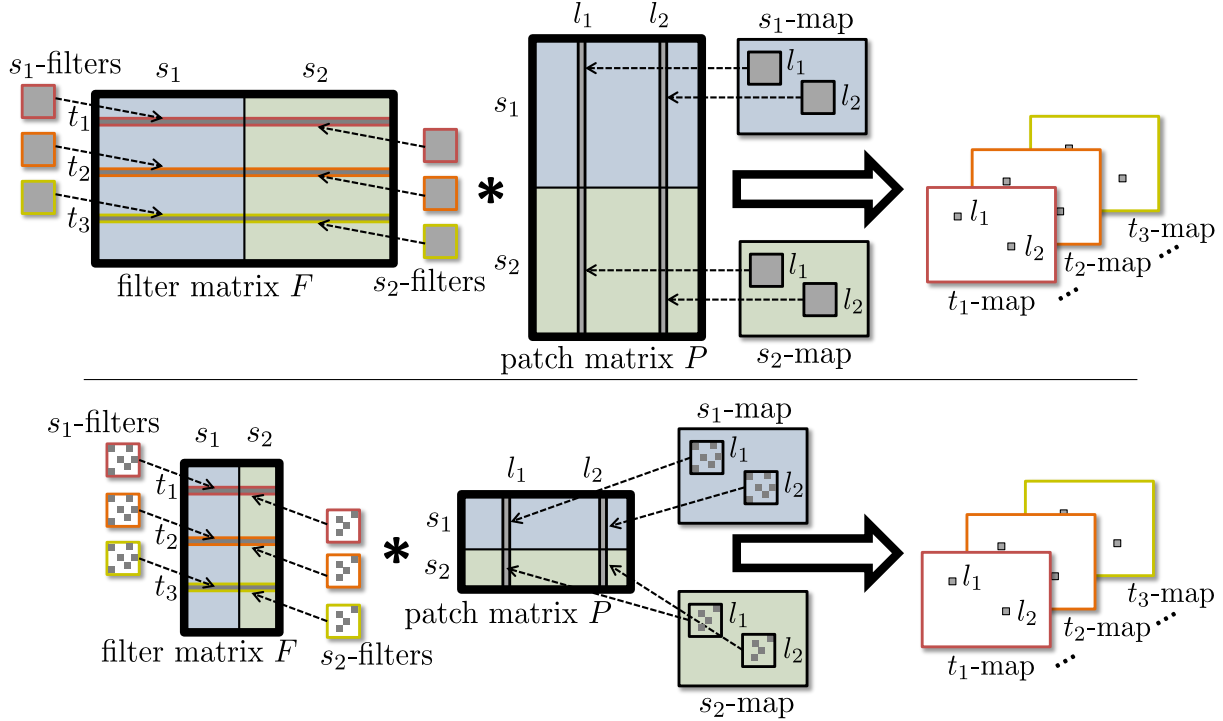 l₁ l₂ s₁-map
s₁-filters s₁ s₂
l₁
l₂
s₁
t₁
t₂
t₃
*
l₁
l₂
t₃-map
...
s₂
l₁
l₂
t₂-map
t₁-map
...
filter matrix F
s₂-filters
patch matrix P
s₂-map
s₁-map
s₁-filters s₁ s₂
l₁ l₂
l₁
l₂
t₁
t₂
t₃
*
s₁
s₂
l₁
l₂
t₃-map
...
patch matrix P
l₁
l₂
t₂-map
filter matrix F
s₂-filters
t₁-map
...
s₂-map